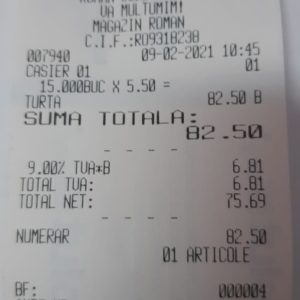 VA MULTUMIM!
MAGAZIN ROMAN
C.I.F.:RO9318238
007940 09-02-2021 10:45
CASIER 01 01
15.000BUC X 5.50 =
TURTA 82.50 B
SUMA TOTALA:
82.50
- - - -
9.00% TVA*B 6.81
TOTAL TVA: 6.81
TOTAL NET: 75.69
- - - -
NUMERAR 82.50
01 ARTICOLE
BF: 000004